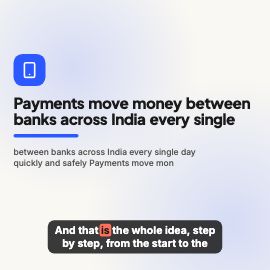 Payments move money between
banks across India every single
between banks across India every single day
quickly and safely Payments move mon
And that is the whole idea, step
by step, from the start to the